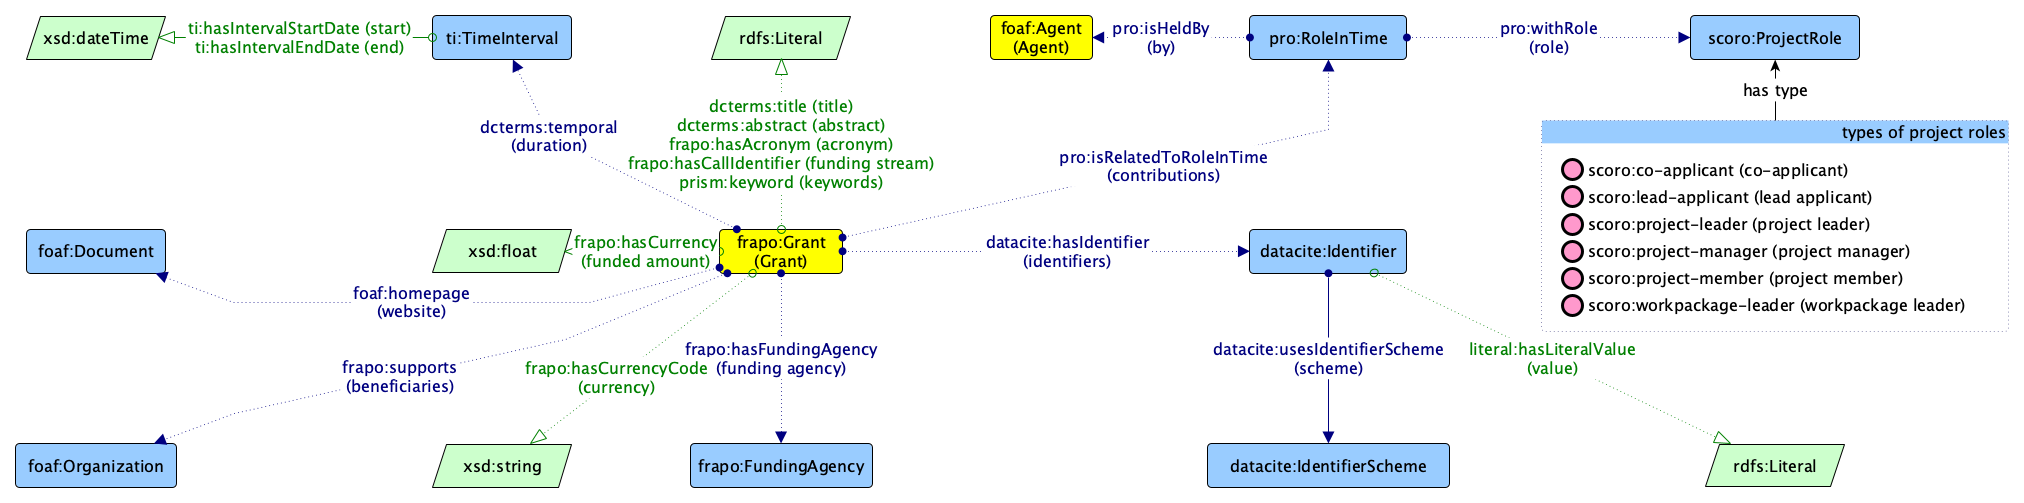 xsd:dateTime
ti:hasIntervalStartDate (start)
ti:hasIntervalEndDate (end)
ti:TimeInterval
rdfs:Literal
foaf:Agent
(Agent)
pro:isHeldBy
(by)
pro:RoleInTime
pro:withRole
(role)
scoro:ProjectRole
has type
dcterms:temporal
(duration)
dcterms:title (title)
dcterms:abstract (abstract)
frapo:hasAcronym (acronym)
frapo:hasCallIdentifier (funding stream)
prism:keyword (keywords)
pro:isRelatedToRoleInTime
(contributions)
types of project roles
scoro:co-applicant (co-applicant)
scoro:lead-applicant (lead applicant)
scoro:project-leader (project leader)
scoro:project-manager (project manager)
scoro:project-member (project member)
scoro:workpackage-leader (workpackage leader)
foaf:Document
xsd:float
frapo:hasCurrency
(funded amount)
frapo:Grant
(Grant)
datacite:hasIdentifier
(identifiers)
datacite:Identifier
foaf:homepage
(website)
frapo:supports
(beneficiaries)
frapo:hasCurrencyCode
(currency)
frapo:hasFundingAgency
(funding agency)
datacite:usesIdentifierScheme
(scheme)
literal:hasLiteralValue
(value)
foaf:Organization
xsd:string
frapo:FundingAgency
datacite:IdentifierScheme
rdfs:Literal